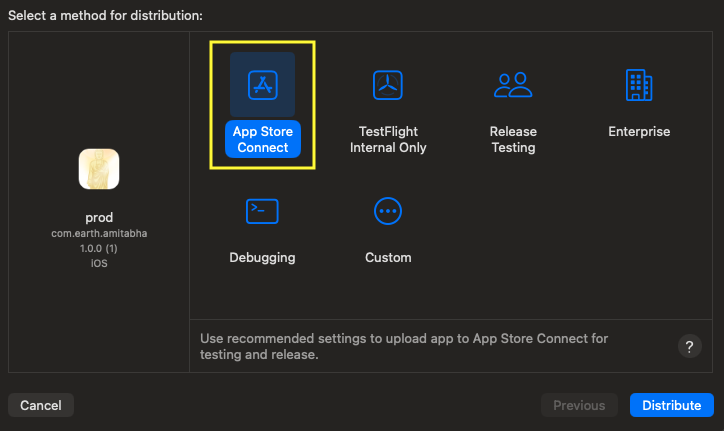 Select a method for distribution:
prod
com.earth.amitabha
1.0.0 (1)
iOS
App Store
Connect
TestFlight
Internal Only
Release
Testing
Enterprise
Debugging
Custom
Use recommended settings to upload app to App Store Connect for
testing and release.
?
Cancel
Previous
Distribute